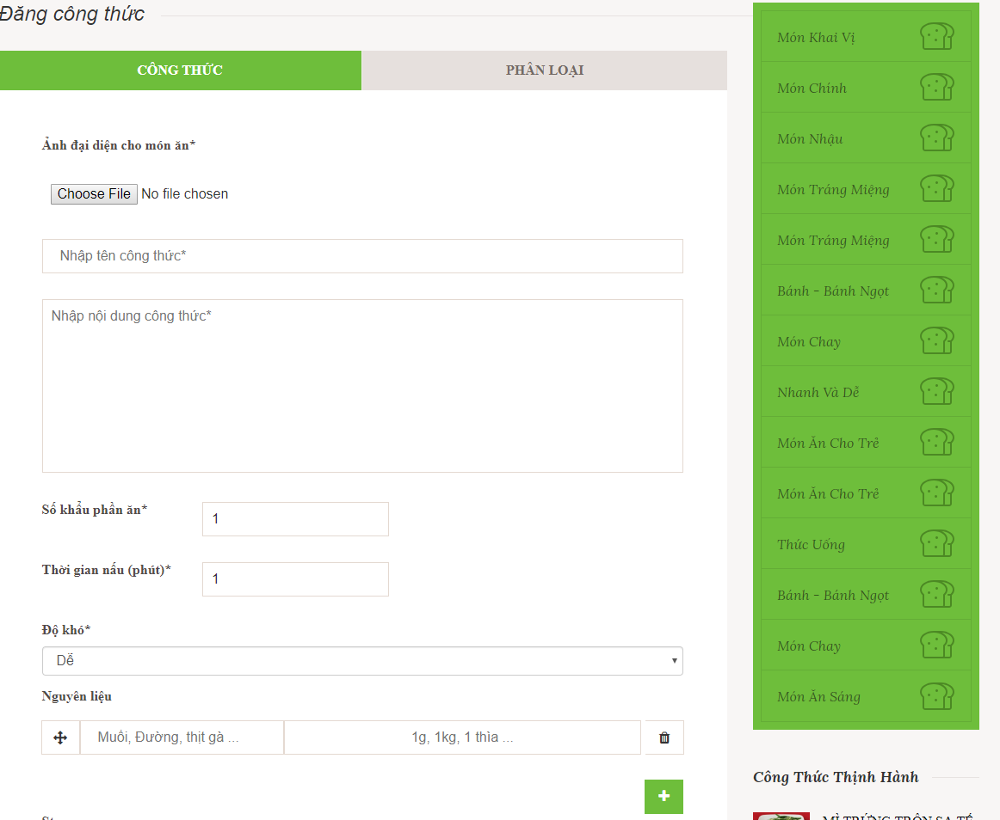 Đăng công thức
CÔNG THỨC
PHÂN LOẠI
Ảnh đại diện cho món ăn*
Choose File No file chosen
Nhập tên công thức*
Nhập nội dung công thức*
Số khẩu phần ăn*
1
Thời gian nấu (phút)*
1
Độ khó*
Dễ
Nguyên liệu
Muối, Đường, thịt gà ...
1g, 1kg, 1 thìa ...
Món Khai Vị
Món Chính
Món Nhậu
Món Tráng Miệng
Món Tráng Miệng
Bánh - Bánh Ngọt
Món Chay
Nhanh Và Dễ
Món Ăn Cho Trẻ
Món Ăn Cho Trẻ
Thức Uống
Bánh - Bánh Ngọt
Món Chay
Món Ăn Sáng
Công Thức Thịnh Hành
MÌ TRỨNG TRỘN SA TẾ